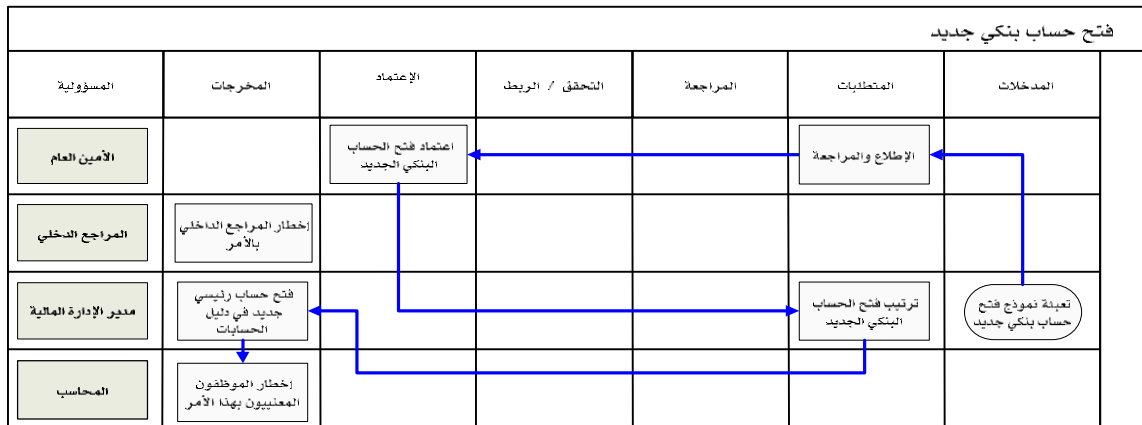 فتح حساب بنكي جديد
المدخلات
المتطلبات
المراجعة
التحقق / الربط
الإعتماد
المخرجات
المسؤولية
الإطلاع والمراجعة
اعتماد فتح الحساب
البنكي الجديد
الأمين العام
إخطار المراجع الداخلي
بالأمر
المراجع الدخلي
تعبئة نموذج فتح
حساب بنكي جديد
ترتيب فتح الحساب
البنكي الجديد
فتح حساب رئيسي
جديد في دليل
الحسابات
مدير الإدارة المالية
إخطار الموظفون
المعنييون بهذا الأمر
المحاسب